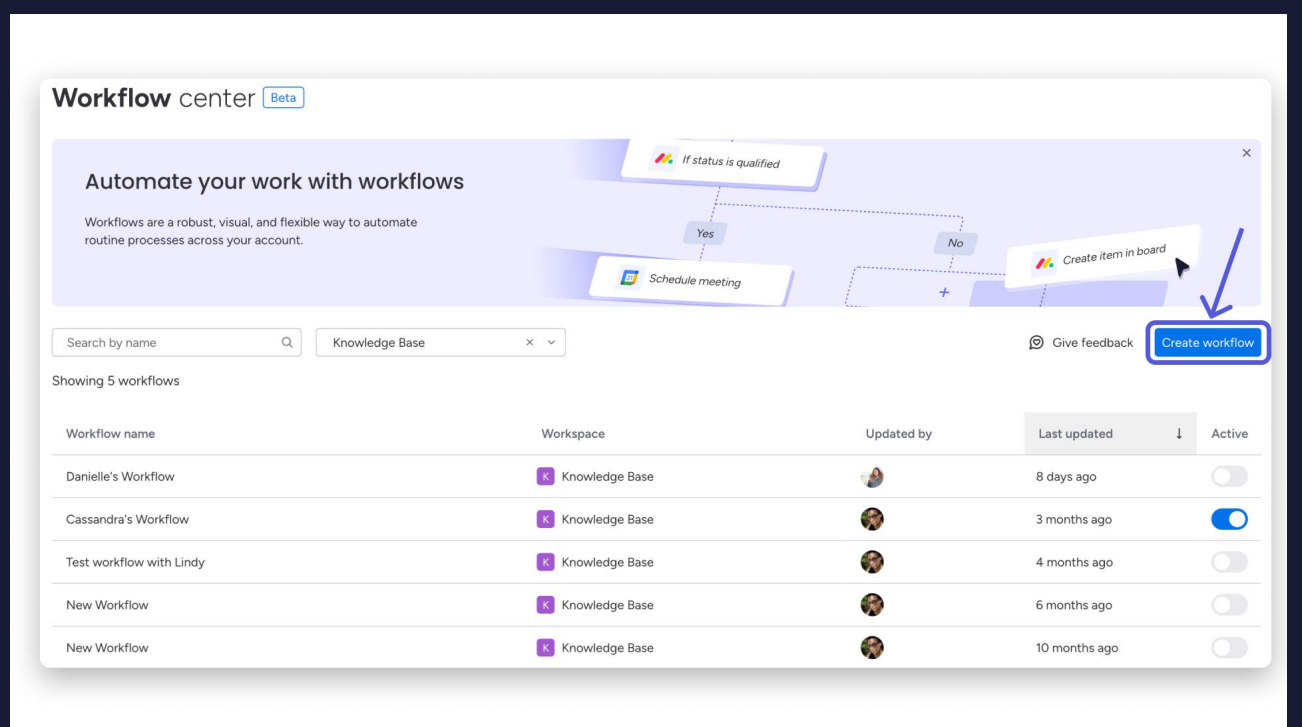 Workflow center Beta
If status is qualified
Automate your work with workflows
Workflows are a robust, visual, and flexible way to automate
routine processes across your account.
Yes
No
Create item in board
31 Schedule meeting
Search by name
Knowledge Base
Give feedback
Create workflow
Showing 5 workflows
Workflow name Workspace Updated by Last updated Active
Danielle's Workflow K Knowledge Base 8 days ago
Cassandra's Workflow K Knowledge Base 3 months ago
Test workflow with Lindy K Knowledge Base 4 months ago
New Workflow K Knowledge Base 6 months ago
New Workflow K Knowledge Base 10 months ago